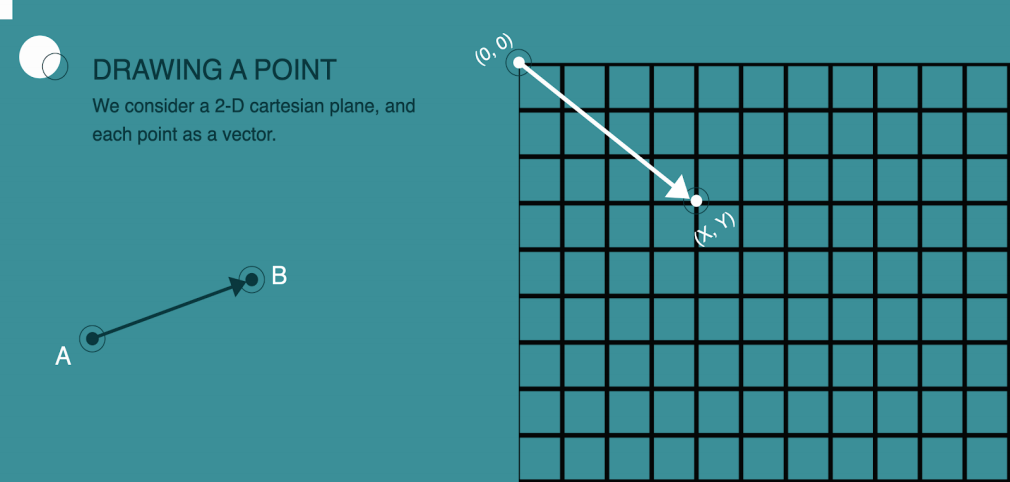 DRAWING A POINT
We consider a 2-D cartesian plane, and
each point as a vector.
(0, 0)
(X, Y)
B
A